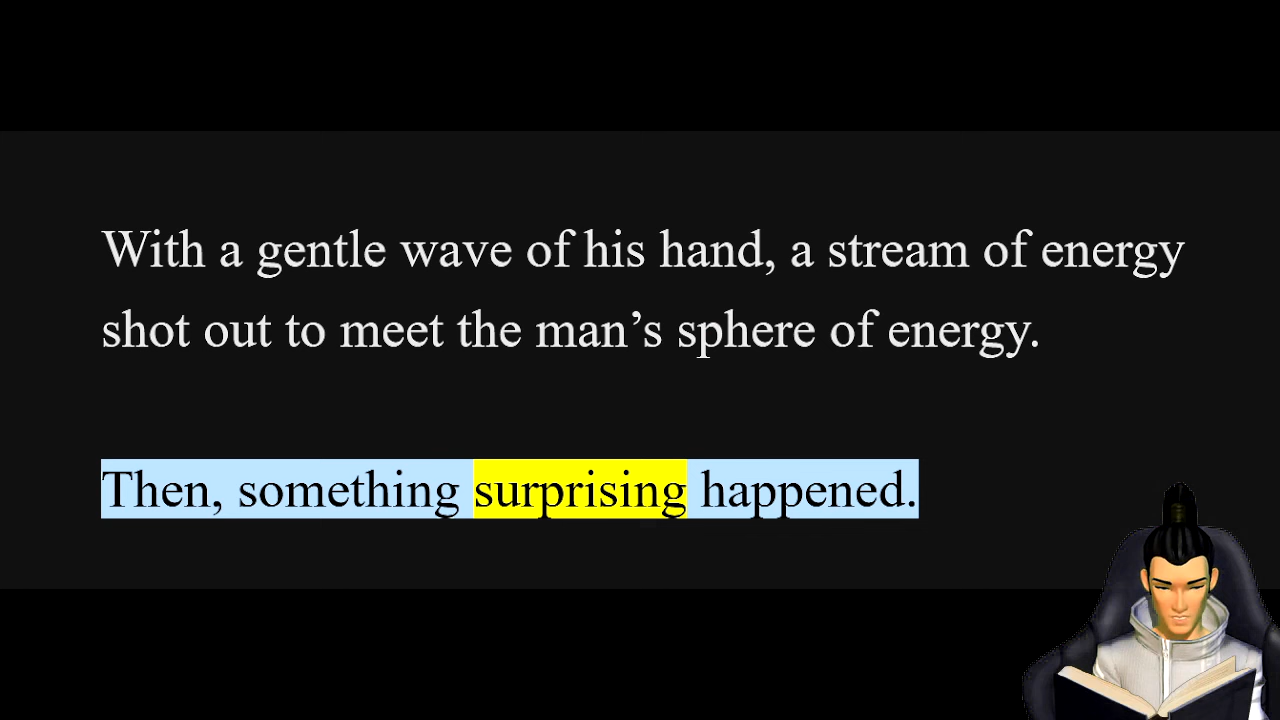 With a gentle wave of his hand, a stream of energy
shot out to meet the man’s sphere of energy.
Then, something surprising happened.